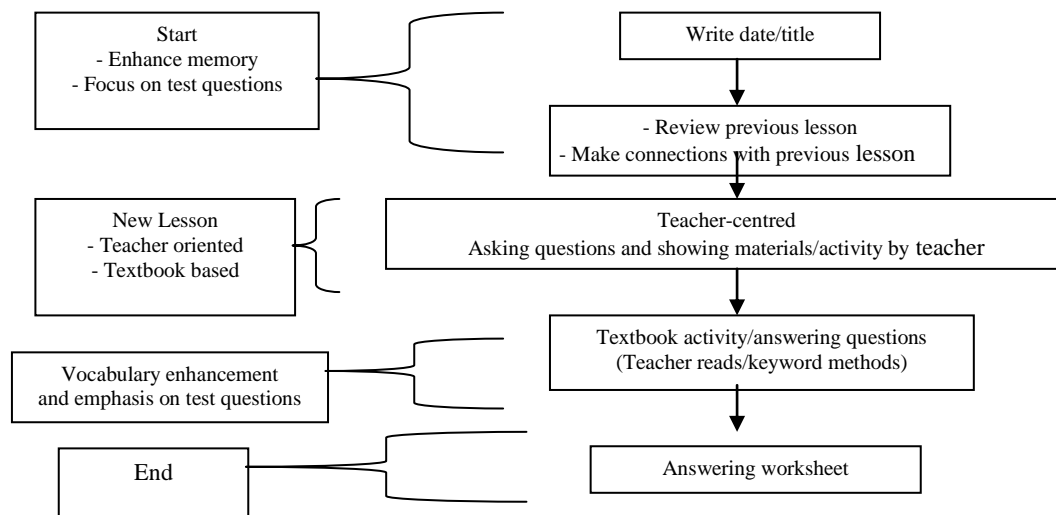 Start
- Enhance memory
- Focus on test questions
Write date/title
- Review previous lesson
- Make connections with previous lesson
New Lesson
- Teacher oriented
- Textbook based
Teacher-centred
Asking questions and showing materials/activity by teacher
Textbook activity/answering questions
(Teacher reads/keyword methods)
Vocabulary enhancement
and emphasis on test questions
End
Answering worksheet